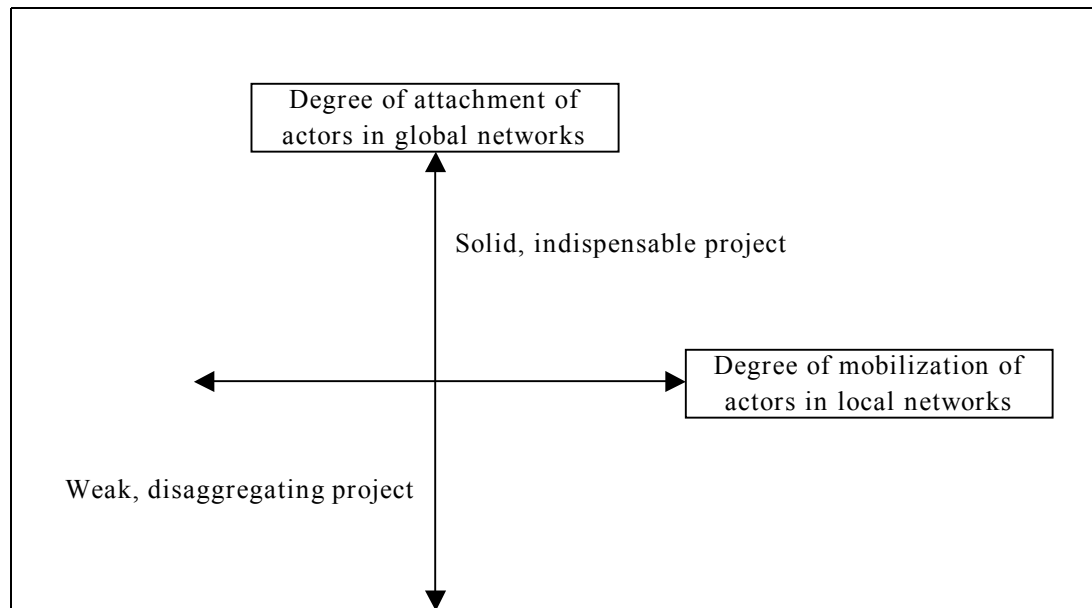 Degree of attachment of
actors in global networks
Solid, indispensable project
Degree of mobilization of
actors in local networks
Weak, disaggregating project